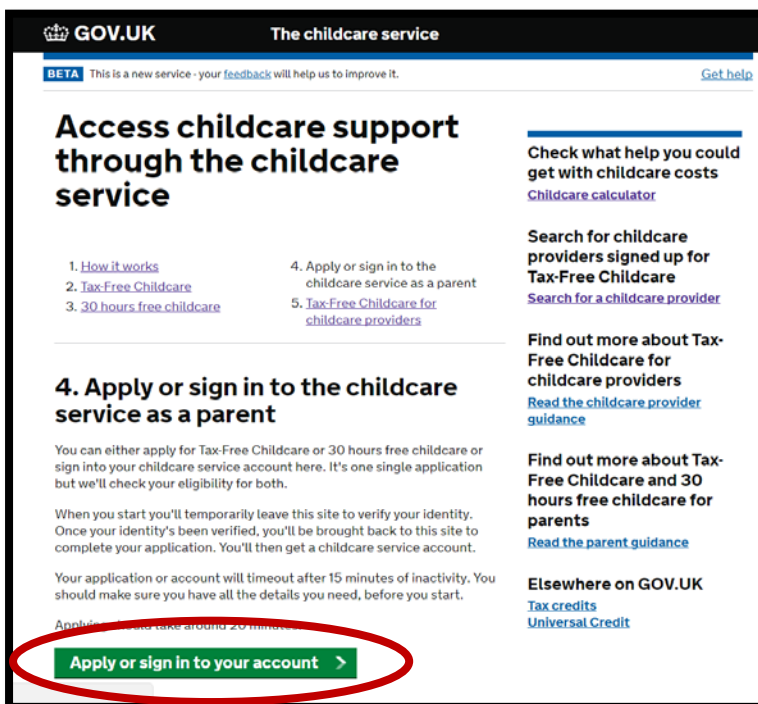 GOV.UK
The childcare service
BETA This is a new service - your feedback will help us to improve it.
Get help
Access childcare support
through the childcare
service
1. How it works
2. Tax-Free Childcare
3. 30 hours free childcare
4. Apply or sign in to the
childcare service as a parent
5. Tax-Free Childcare for
childcare providers
4. Apply or sign in to the childcare
service as a parent
You can either apply for Tax-Free Childcare or 30 hours free childcare or
sign into your childcare service account here. It's one single application
but we'll check your eligibility for both.
When you start you'll temporarily leave this site to verify your identity.
Once your identity's been verified, you'll be brought back to this site to
complete your application. You'll then get a childcare service account.
Your application or account will timeout after 15 minutes of inactivity. You
should make sure you have all the details you need, before you start.
Applying should take around 20 minutes.
Apply or sign in to your account >
Check what help you could
get with childcare costs
Childcare calculator
Search for childcare
providers signed up for
Tax-Free Childcare
Search for a childcare provider
Find out more about Tax-
Free Childcare for
childcare providers
Read the childcare provider
guidance
Find out more about Tax-
Free Childcare and 30
hours free childcare for
parents
Read the parent guidance
Elsewhere on GOV.UK
Tax credits
Universal Credit